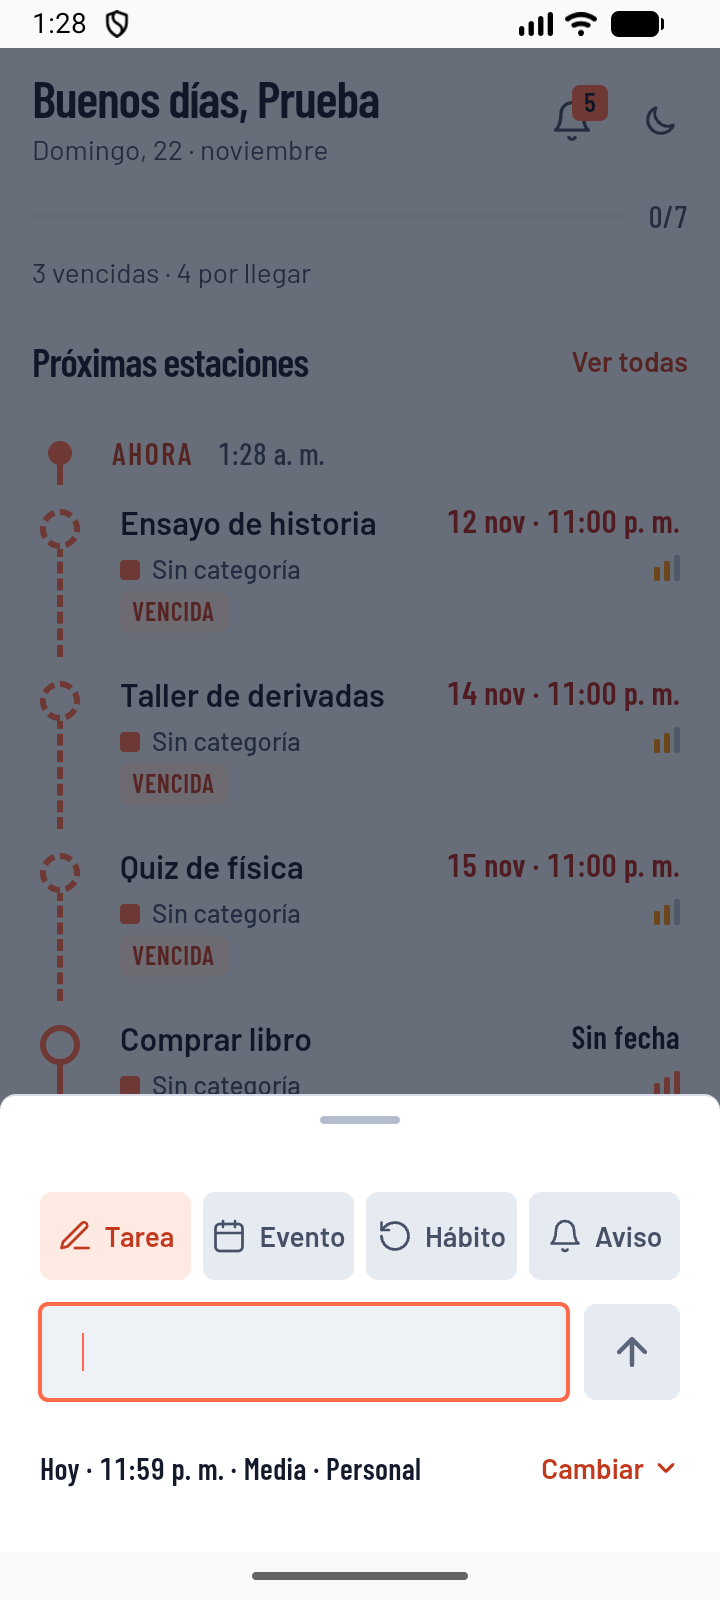 1:28
Buenos días, Prueba
5
Domingo, 22 · noviembre
0/7
3 vencidas · 4 por llegar
Próximas estaciones
Ver todas
AHORA 1:28 a. m.
Ensayo de historia
12 nov · 11:00 p. m.
Sin categoría
VENCIDA
Taller de derivadas
14 nov · 11:00 p. m.
Sin categoría
VENCIDA
Quiz de física
15 nov · 11:00 p. m.
Sin categoría
VENCIDA
Comprar libro
Sin fecha
Sin categoría
Tarea
Evento
Hábito
Aviso
Hoy · 11:59 p. m. · Media · Personal
Cambiar